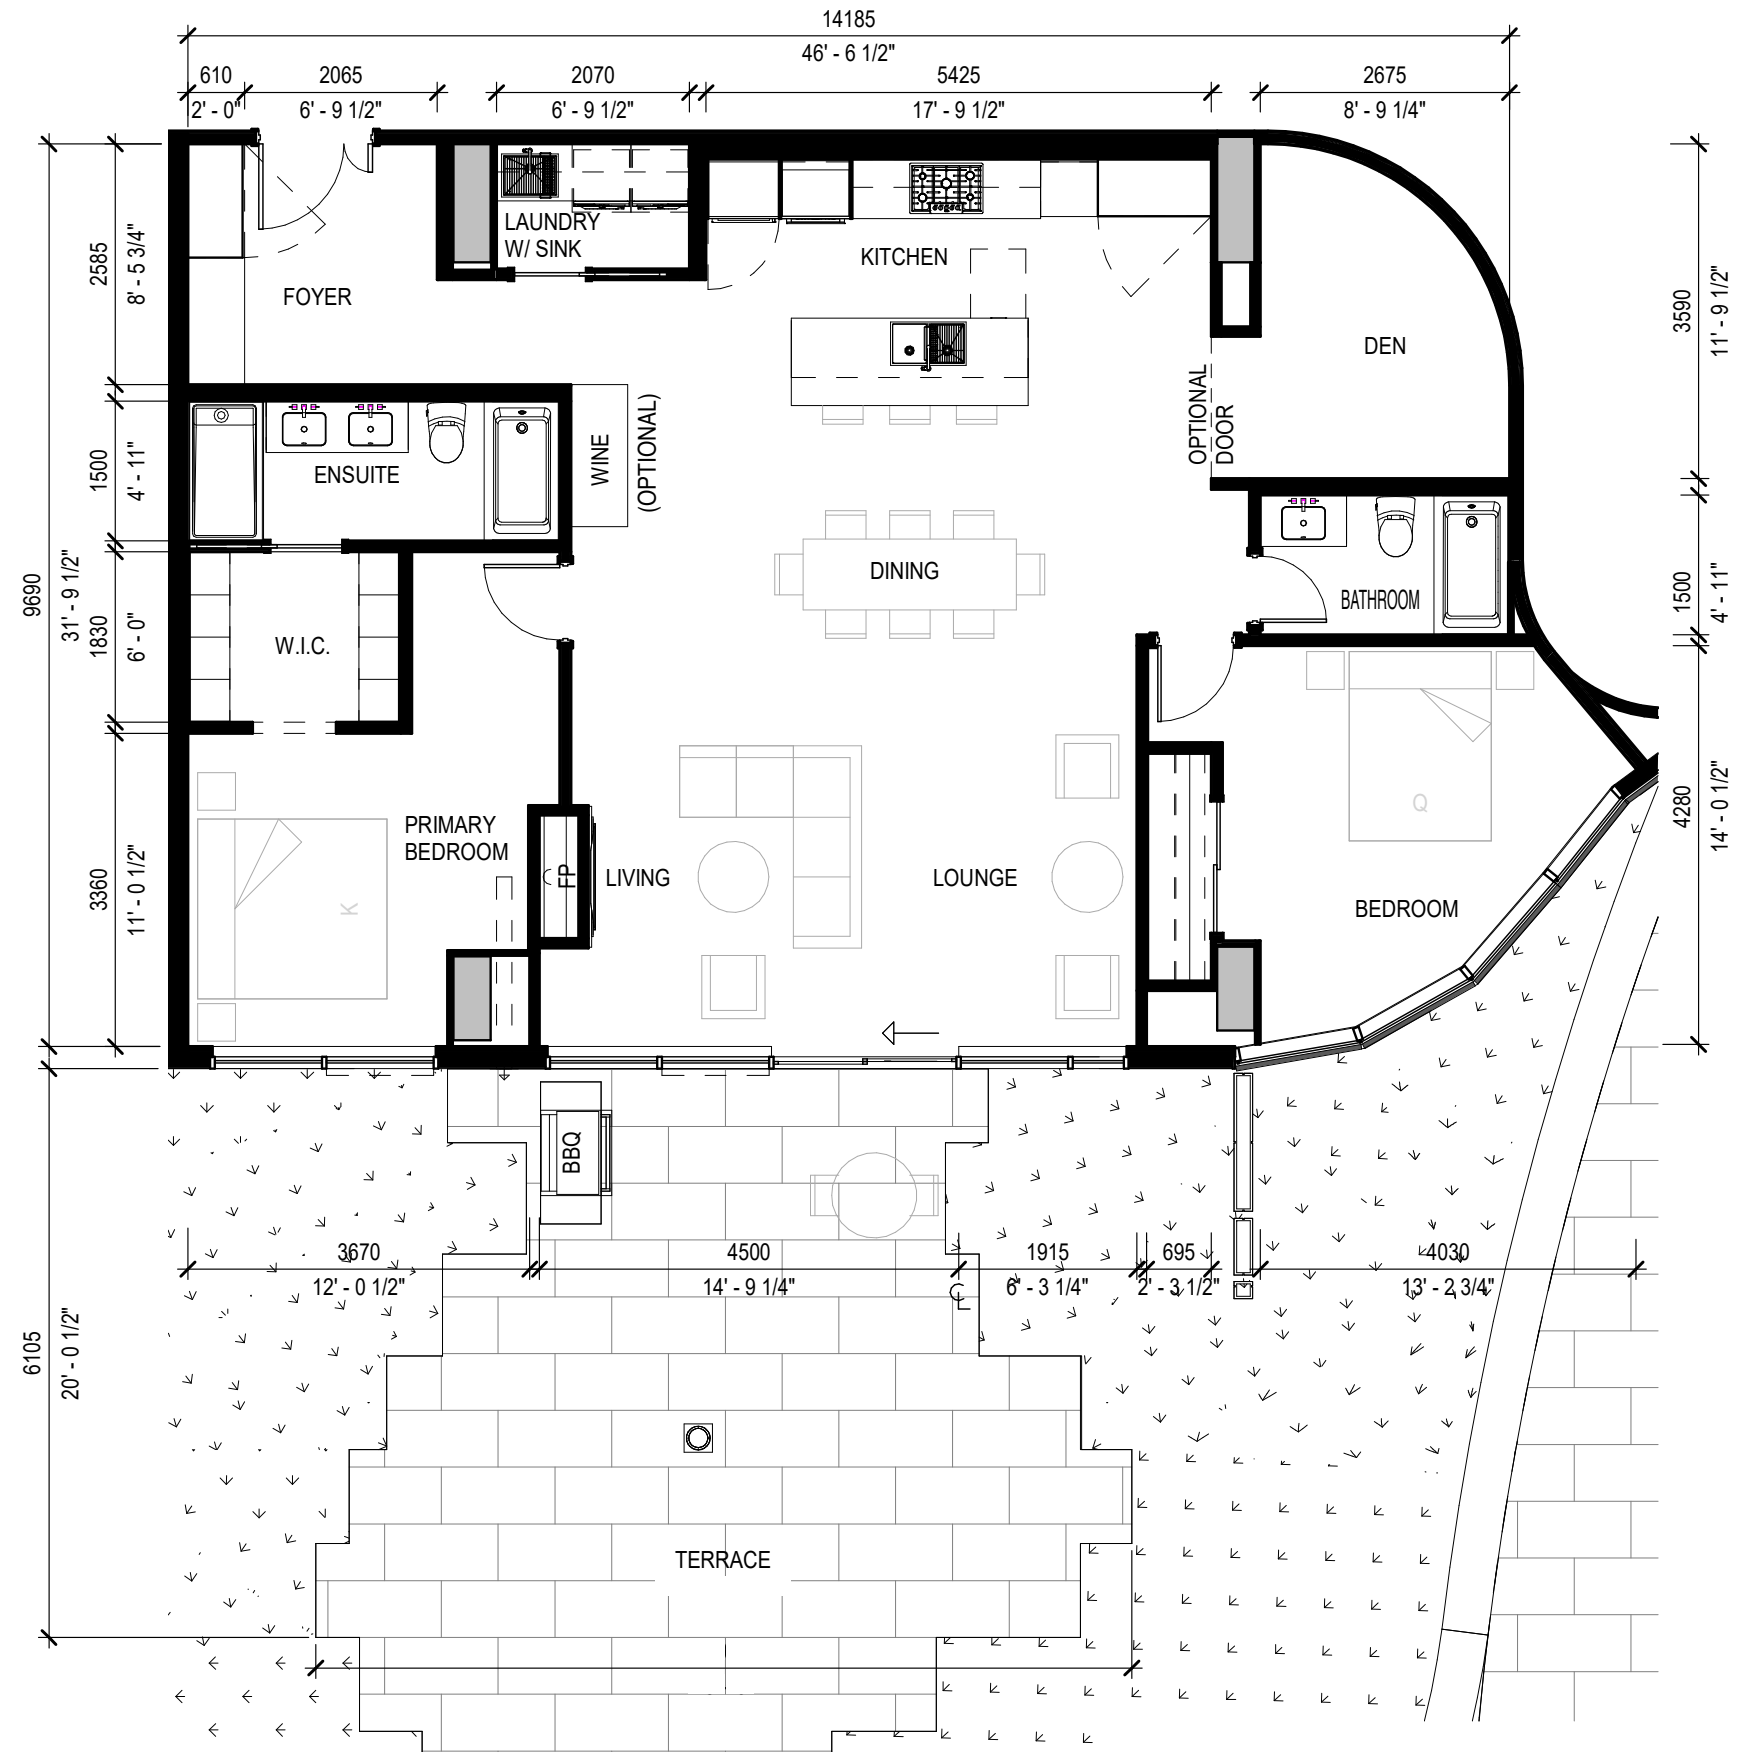 14185
46' - 6 1/2"
610
2' - 0"
2065
6' - 9 1/2"
2070
6' - 9 1/2"
5425
17' - 9 1/2"
2675
8' - 9 1/4"
9690
31' - 9 1/2"
2585
8' - 5 3/4"
1500
4' - 11"
1830
6' - 0"
3360
11' - 0 1/2"
6105
20' - 0 1/2"
3590
11' - 9 1/2"
1500
4' - 11"
4280
14' - 0 1/2"
LAUNDRY
W/ SINK
KITCHEN
FOYER
DEN
OPTIONAL
DOOR
ENSUITE
WINE
(OPTIONAL)
DINING
BATHROOM
W.I.C.
PRIMARY
BEDROOM
K
FP
LIVING
LOUNGE
Q
BEDROOM
BBQ
3670
12' - 0 1/2"
4500
14' - 9 1/4"
CL
1915
6' - 3 1/4"
695
2' - 3 1/2"
4030
13' - 2 3/4"
TERRACE